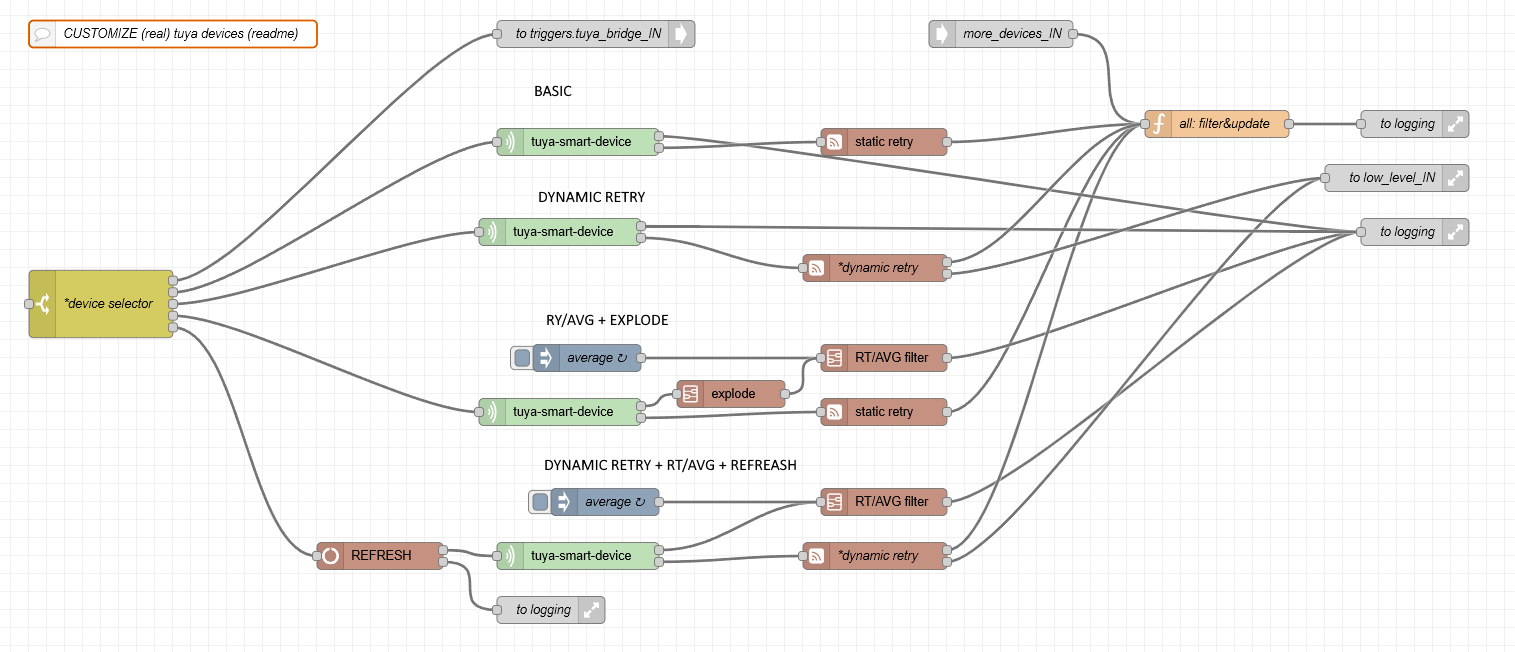 CUSTOMIZE (real) tuya devices (readme)
to triggers.tuya_bridge_IN
more_devices_IN
BASIC
all: filter&update
to logging
tuya-smart-device
static retry
to low_level_IN
DYNAMIC RETRY
tuya-smart-device
to logging
*dynamic retry
*device selector
RY/AVG + EXPLODE
average ↻
RT/AVG filter
explode
tuya-smart-device
static retry
DYNAMIC RETRY + RT/AVG + REFREASH
average ↻
RT/AVG filter
REFRESH
tuya-smart-device
*dynamic retry
to logging